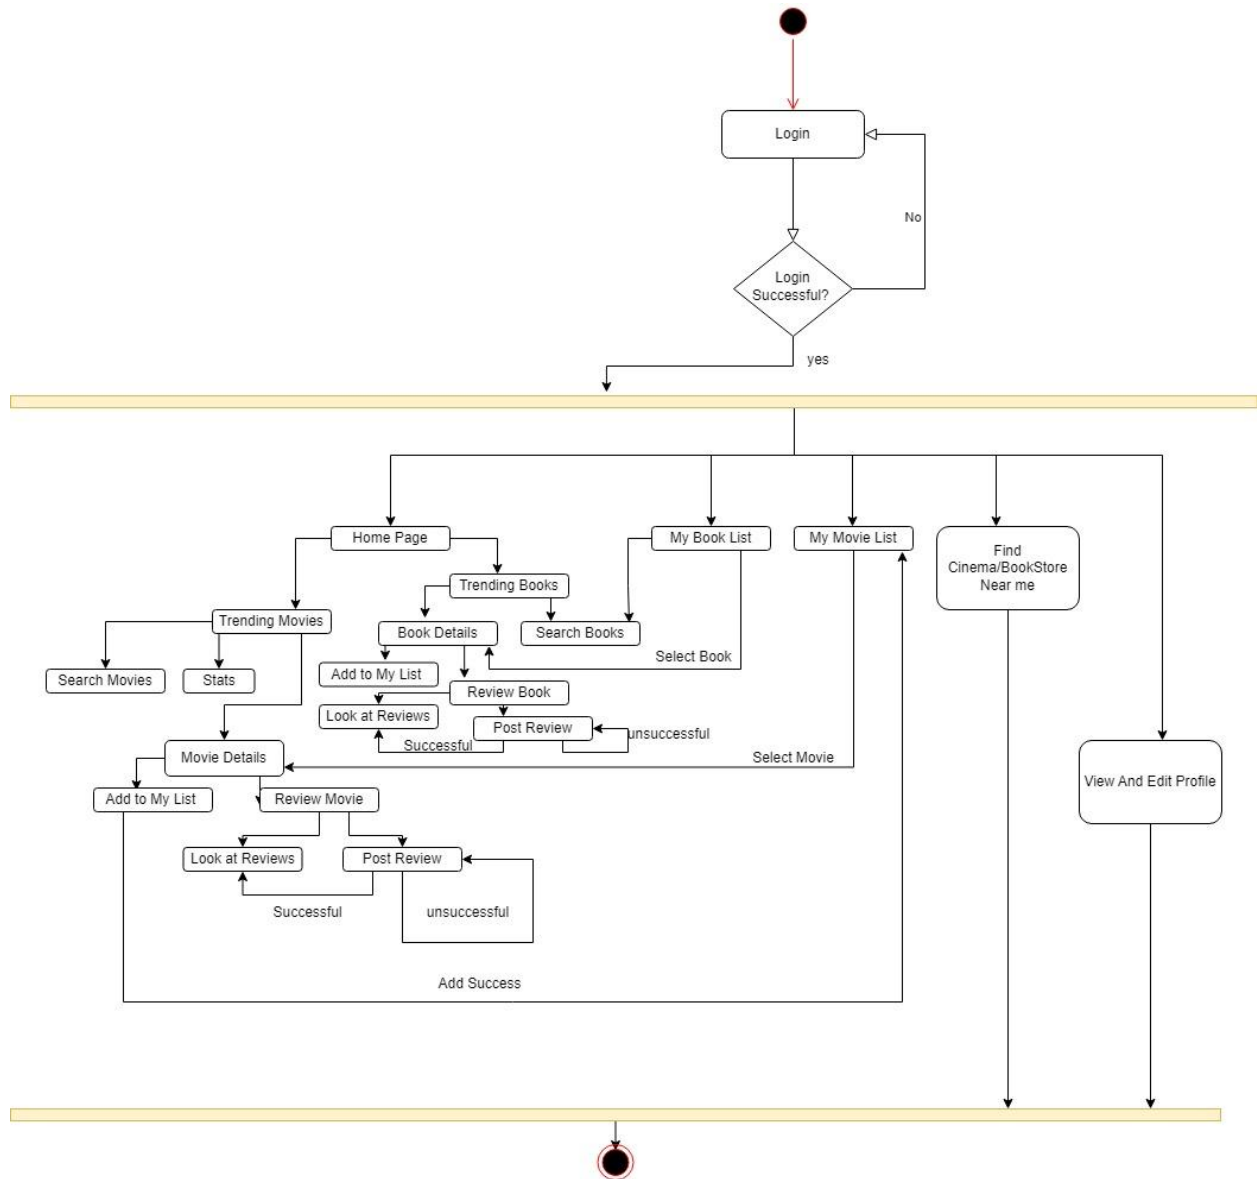 Login
No
Login
Successful?
yes
Home Page
My Book List
My Movie List
Find
Cinema/BookStore
Near me
Trending Books
Trending Movies
Book Details
Search Books
Select Book
Search Movies
Stats
Add to My List
Review Book
Look at Reviews
Post Review
unsuccessful
Successful
Movie Details
Select Movie
View And Edit Profile
Add to My List
Review Movie
Look at Reviews
Post Review
Successful
unsuccessful
Add Success